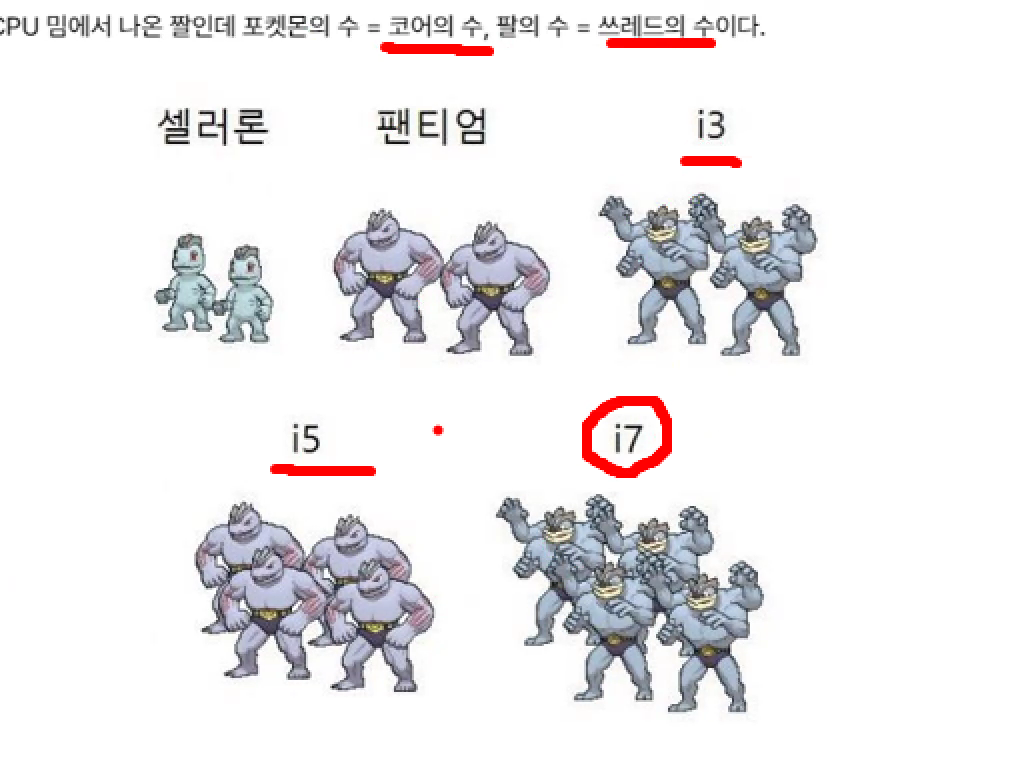 CPU 밈에서 나온 짤인데 포켓몬의 수 = 코어의 수, 팔의 수 = 쓰레드의 수이다.
셀러론 팬티엄 i3
i5 i7